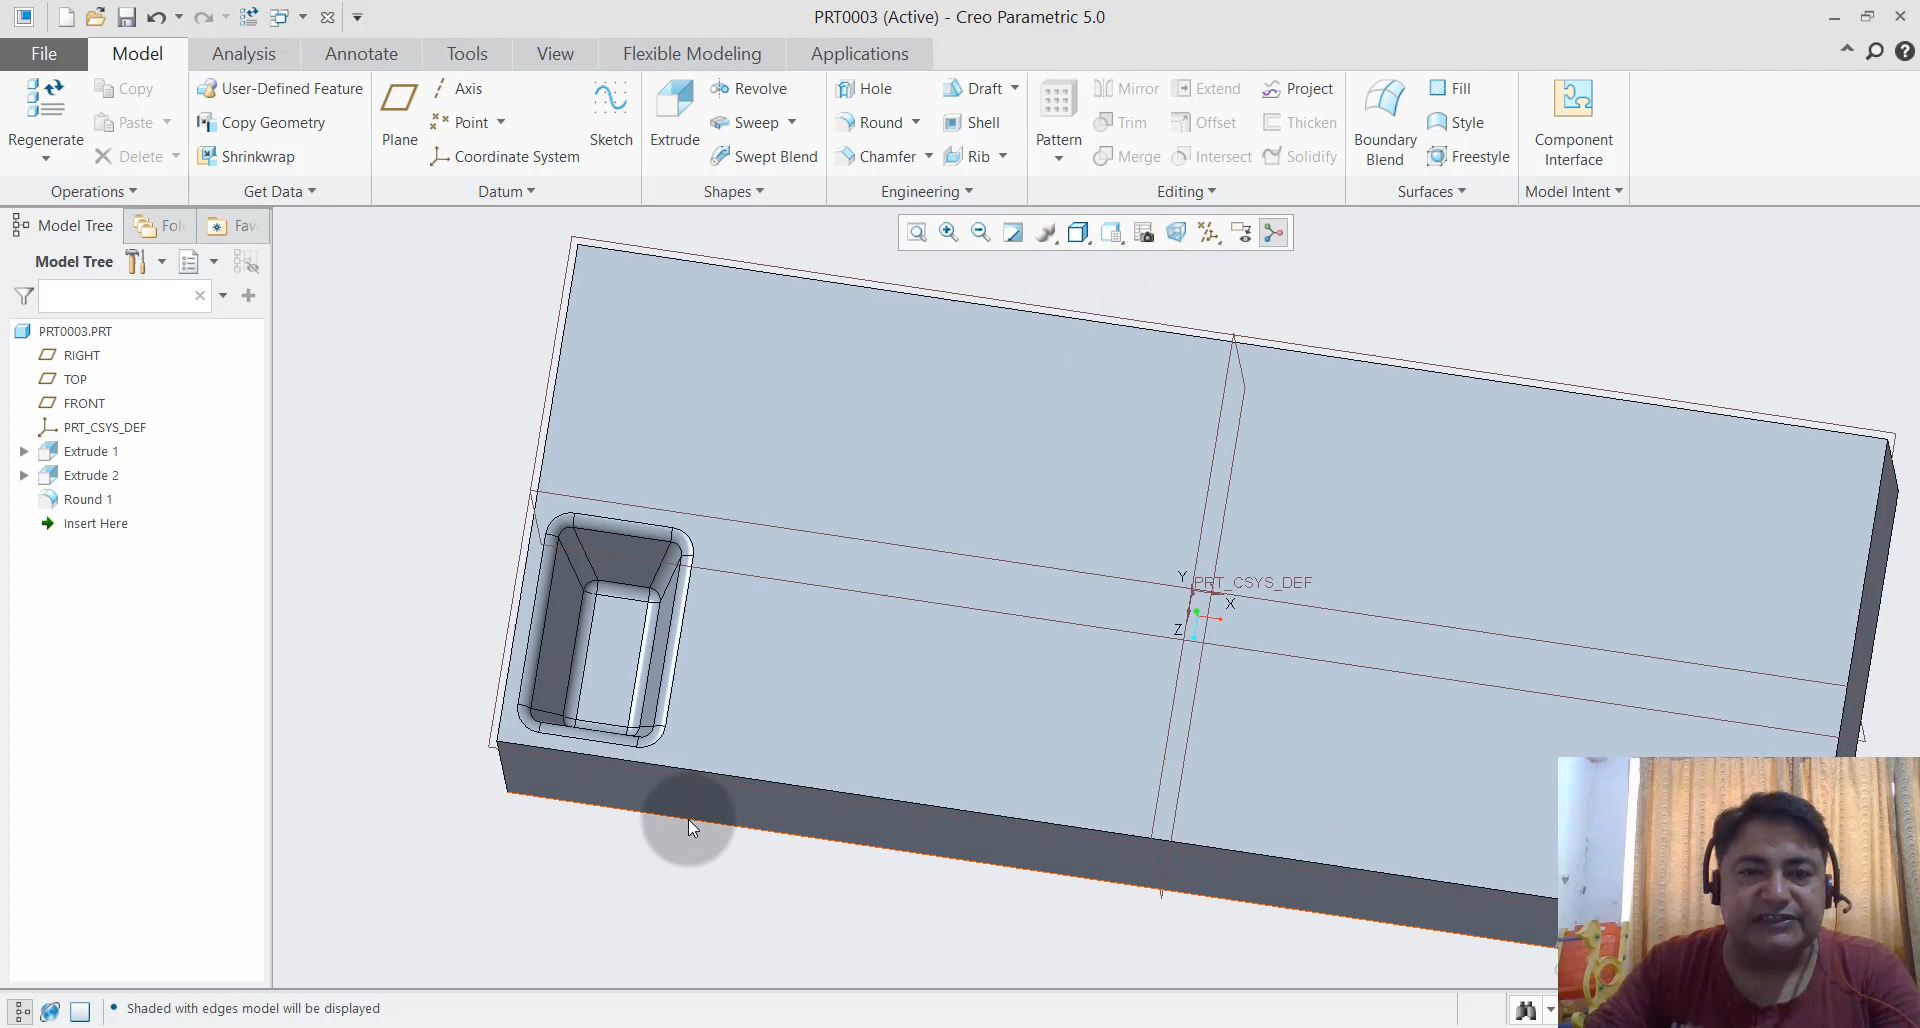 PRT0003 (Active) - Creo Parametric 5.0
File Model Analysis Annotate Tools View Flexible Modeling Applications
Regenerate Copy Paste Delete
User-Defined Feature Copy Geometry Shrinkwrap
Plane Axis Point Coordinate System Sketch
Extrude Revolve Sweep Swept Blend
Hole Round Chamfer Draft Shell Rib
Pattern Mirror Trim Merge Extend Offset Intersect Project Thicken Solidify
Boundary Blend Fill Style Freestyle
Component Interface
Operations Get Data Datum Shapes Engineering Editing Surfaces Model Intent
Model Tree Fol Fav
Model Tree
PRT0003.PRT
RIGHT
TOP
FRONT
PRT_CSYS_DEF
Extrude 1
Extrude 2
Round 1
Insert Here
Y PRT_CSYS_DEF
X
Z
Shaded with edges model will be displayed